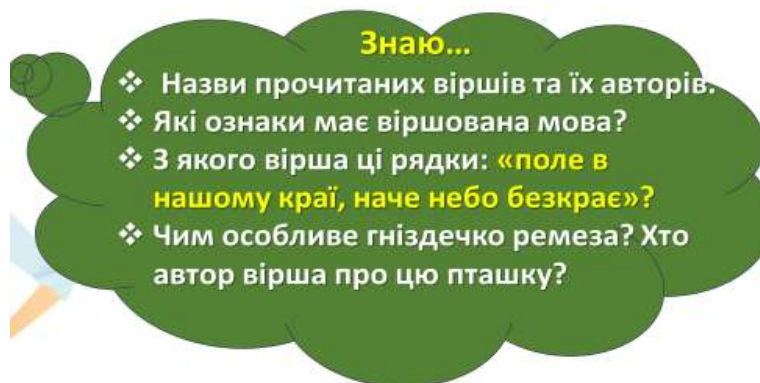 Знаю...
❖ Назви прочитаних віршів та їх авторів.
❖ Які ознаки має віршована мова?
❖ З якого вірша ці рядки: «поле в
нашому краї, наче небо безкрає»?
❖ Чим особливе гніздечко ремеза? Хто
автор вірша про цю пташку?